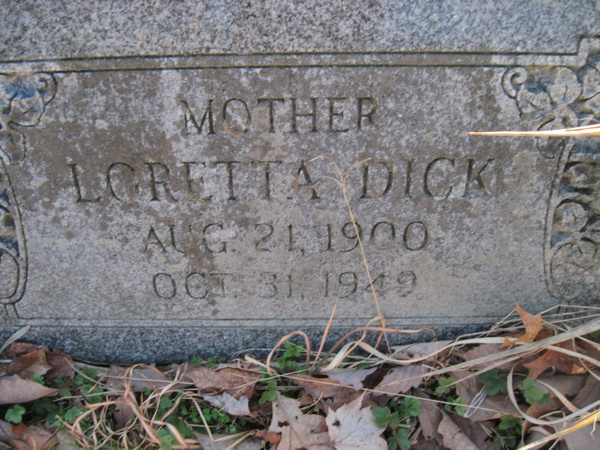 MOTHER
LORETTA DICK
AUG. 21, 1900
OCT. 31, 1949